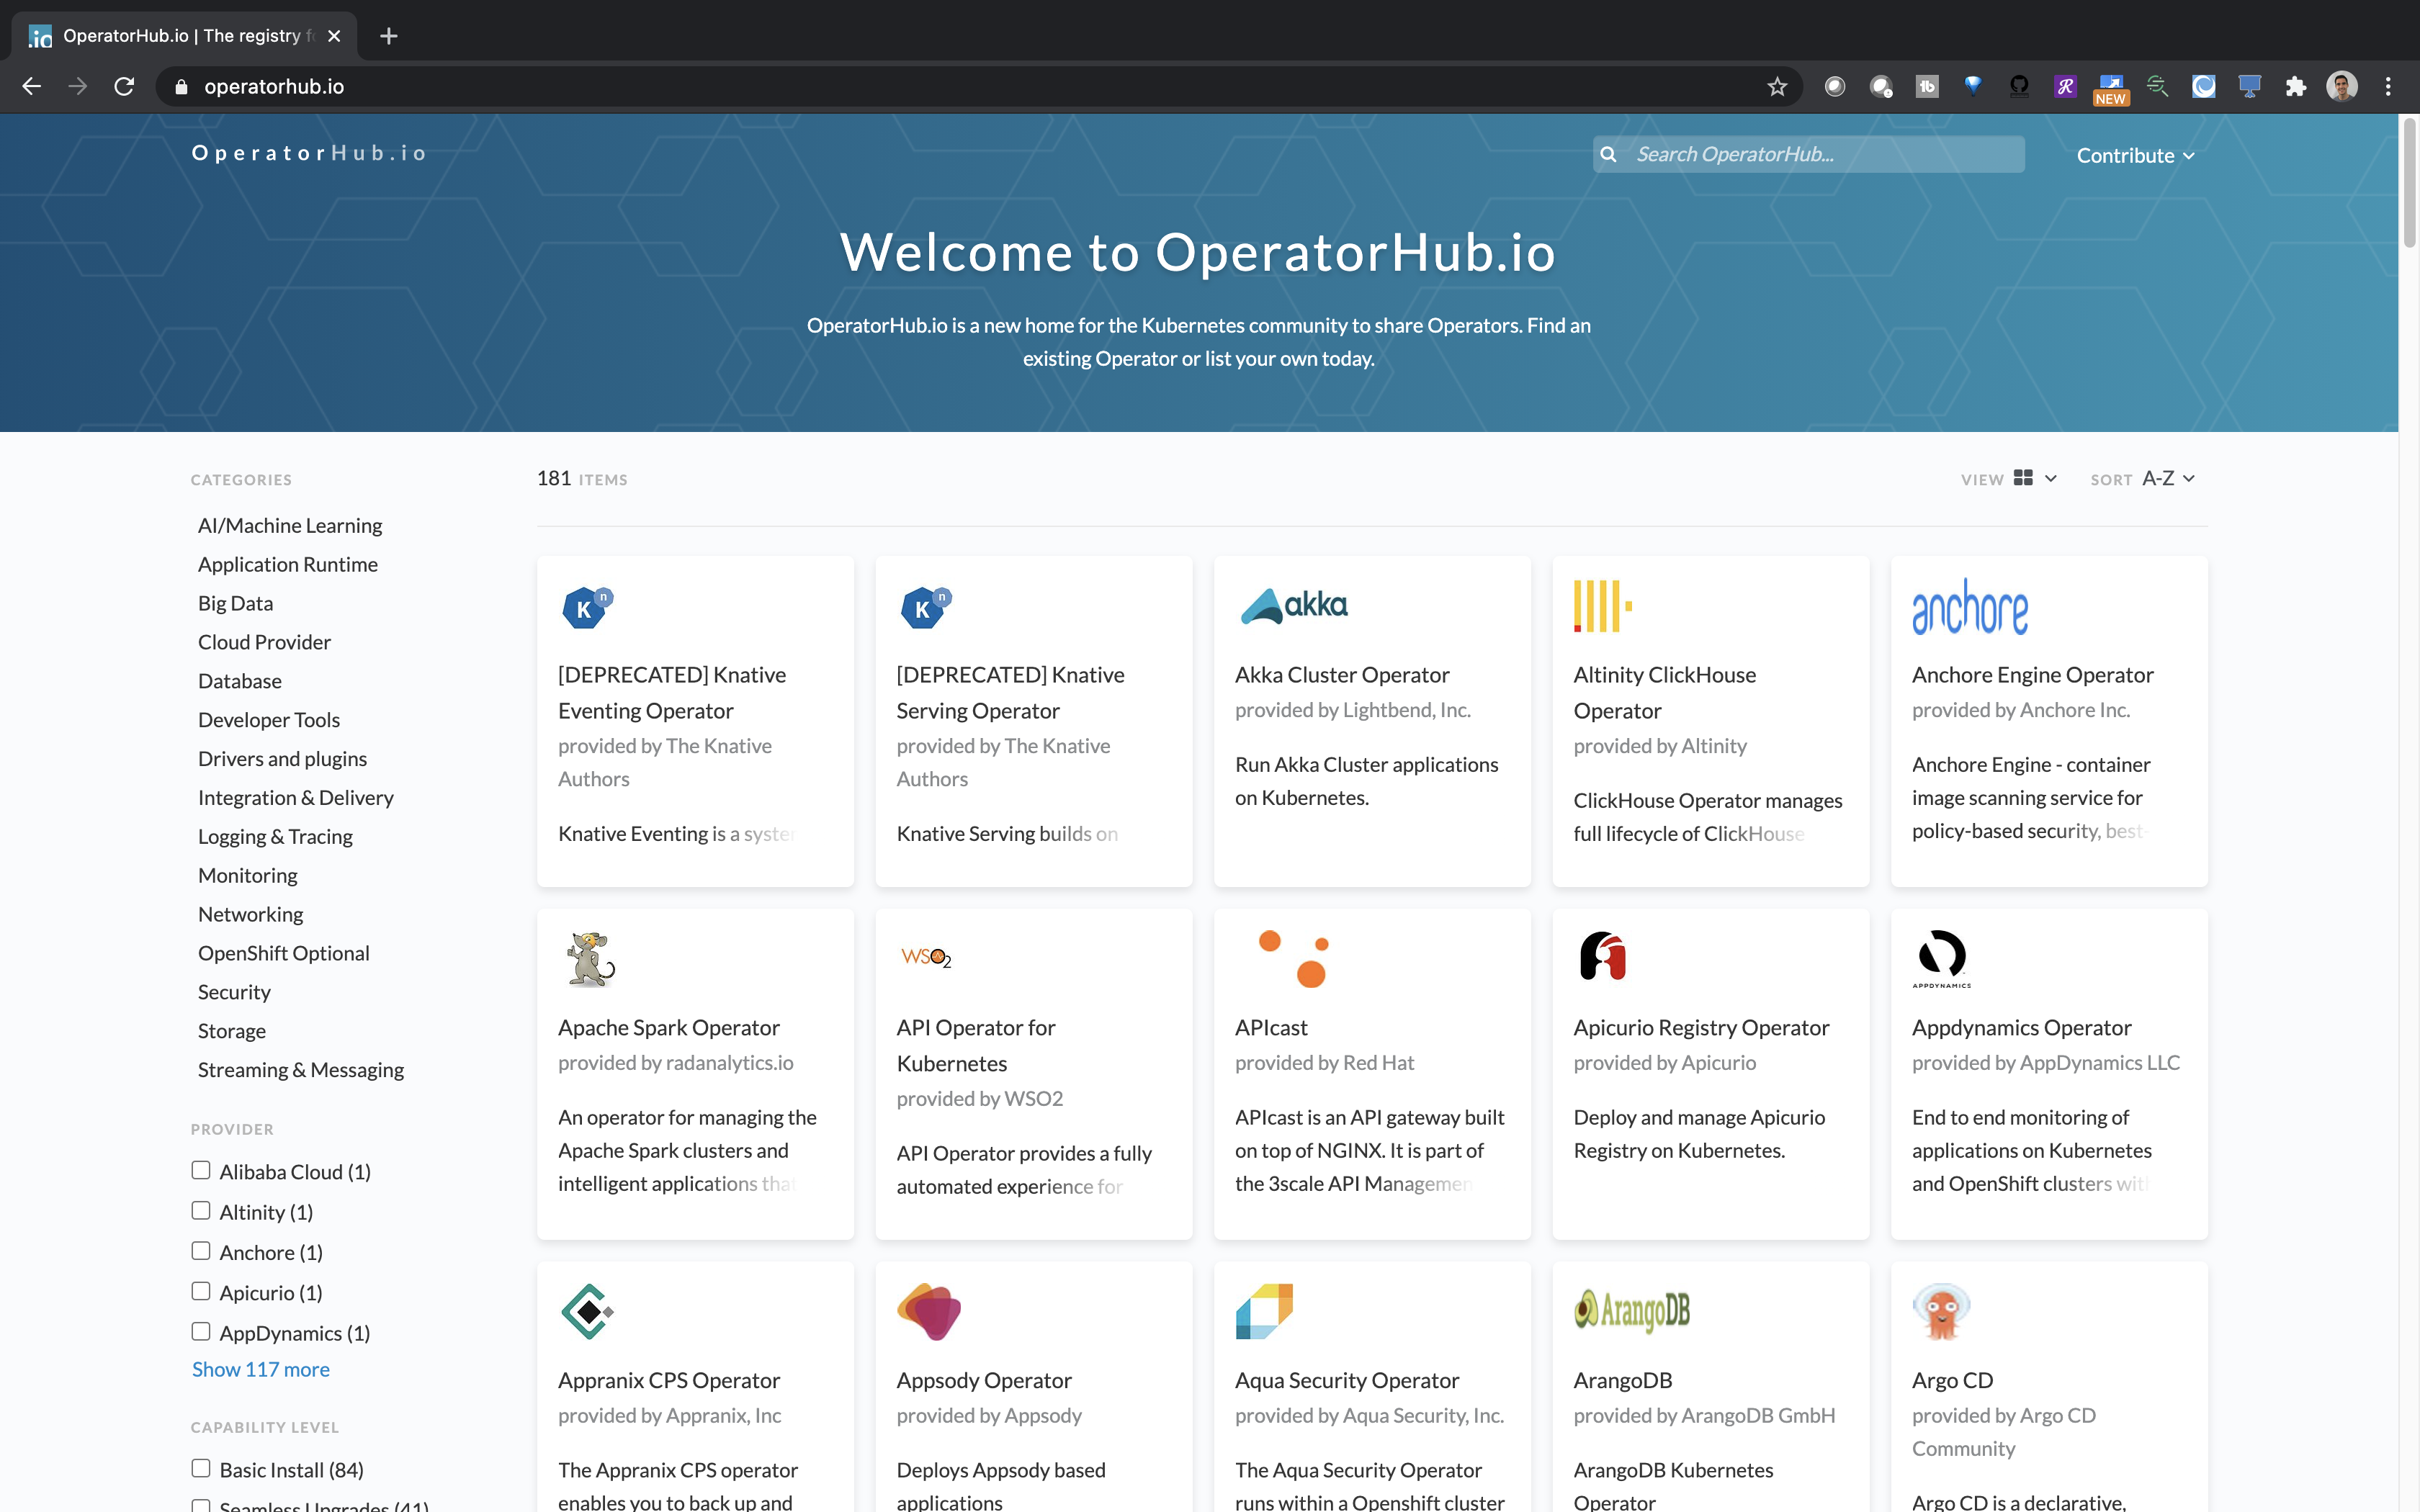 OperatorHub.io | The registry f
operatorhub.io
NEW
OperatorHub.io
Search OperatorHub...
Contribute
Welcome to OperatorHub.io
OperatorHub.io is a new home for the Kubernetes community to share Operators. Find an
existing Operator or list your own today.
CATEGORIES
AI/Machine Learning
Application Runtime
Big Data
Cloud Provider
Database
Developer Tools
Drivers and plugins
Integration & Delivery
Logging & Tracing
Monitoring
Networking
OpenShift Optional
Security
Storage
Streaming & Messaging
PROVIDER
Alibaba Cloud (1)
Altinity (1)
Anchore (1)
Apicurio (1)
AppDynamics (1)
Show 117 more
CAPABILITY LEVEL
Basic Install (84)
Seamless Upgrades (41)
181 ITEMS
VIEW
SORT A-Z
K n
[DEPRECATED] Knative
Eventing Operator
provided by The Knative
Authors
Knative Eventing is a system
K n
[DEPRECATED] Knative
Serving Operator
provided by The Knative
Authors
Knative Serving builds on
akka
Akka Cluster Operator
provided by Lightbend, Inc.
Run Akka Cluster applications
on Kubernetes.
Altinity ClickHouse
Operator
provided by Altinity
ClickHouse Operator manages
full lifecycle of ClickHouse
anchore
Anchore Engine Operator
provided by Anchore Inc.
Anchore Engine - container
image scanning service for
policy-based security, best-
Apache Spark Operator
provided by radanalytics.io
An operator for managing the
Apache Spark clusters and
intelligent applications that
WSO2
API Operator for
Kubernetes
provided by WSO2
API Operator provides a fully
automated experience for
APIcast
provided by Red Hat
APIcast is an API gateway built
on top of NGINX. It is part of
the 3scale API Managemen
Apicurio Registry Operator
provided by Apicurio
Deploy and manage Apicurio
Registry on Kubernetes.
APPDYNAMICS
Appdynamics Operator
provided by AppDynamics LLC
End to end monitoring of
applications on Kubernetes
and OpenShift clusters with
Appranix CPS Operator
provided by Appranix, Inc
The Appranix CPS operator
enables you to back up and
Appsody Operator
provided by Appsody
Deploys Appsody based
applications
Aqua Security Operator
provided by Aqua Security, Inc.
The Aqua Security Operator
runs within a Openshift cluster
ArangoDB
ArangoDB
provided by ArangoDB GmbH
ArangoDB Kubernetes
Operator
Argo CD
provided by Argo CD
Community
Argo CD is a declarative,